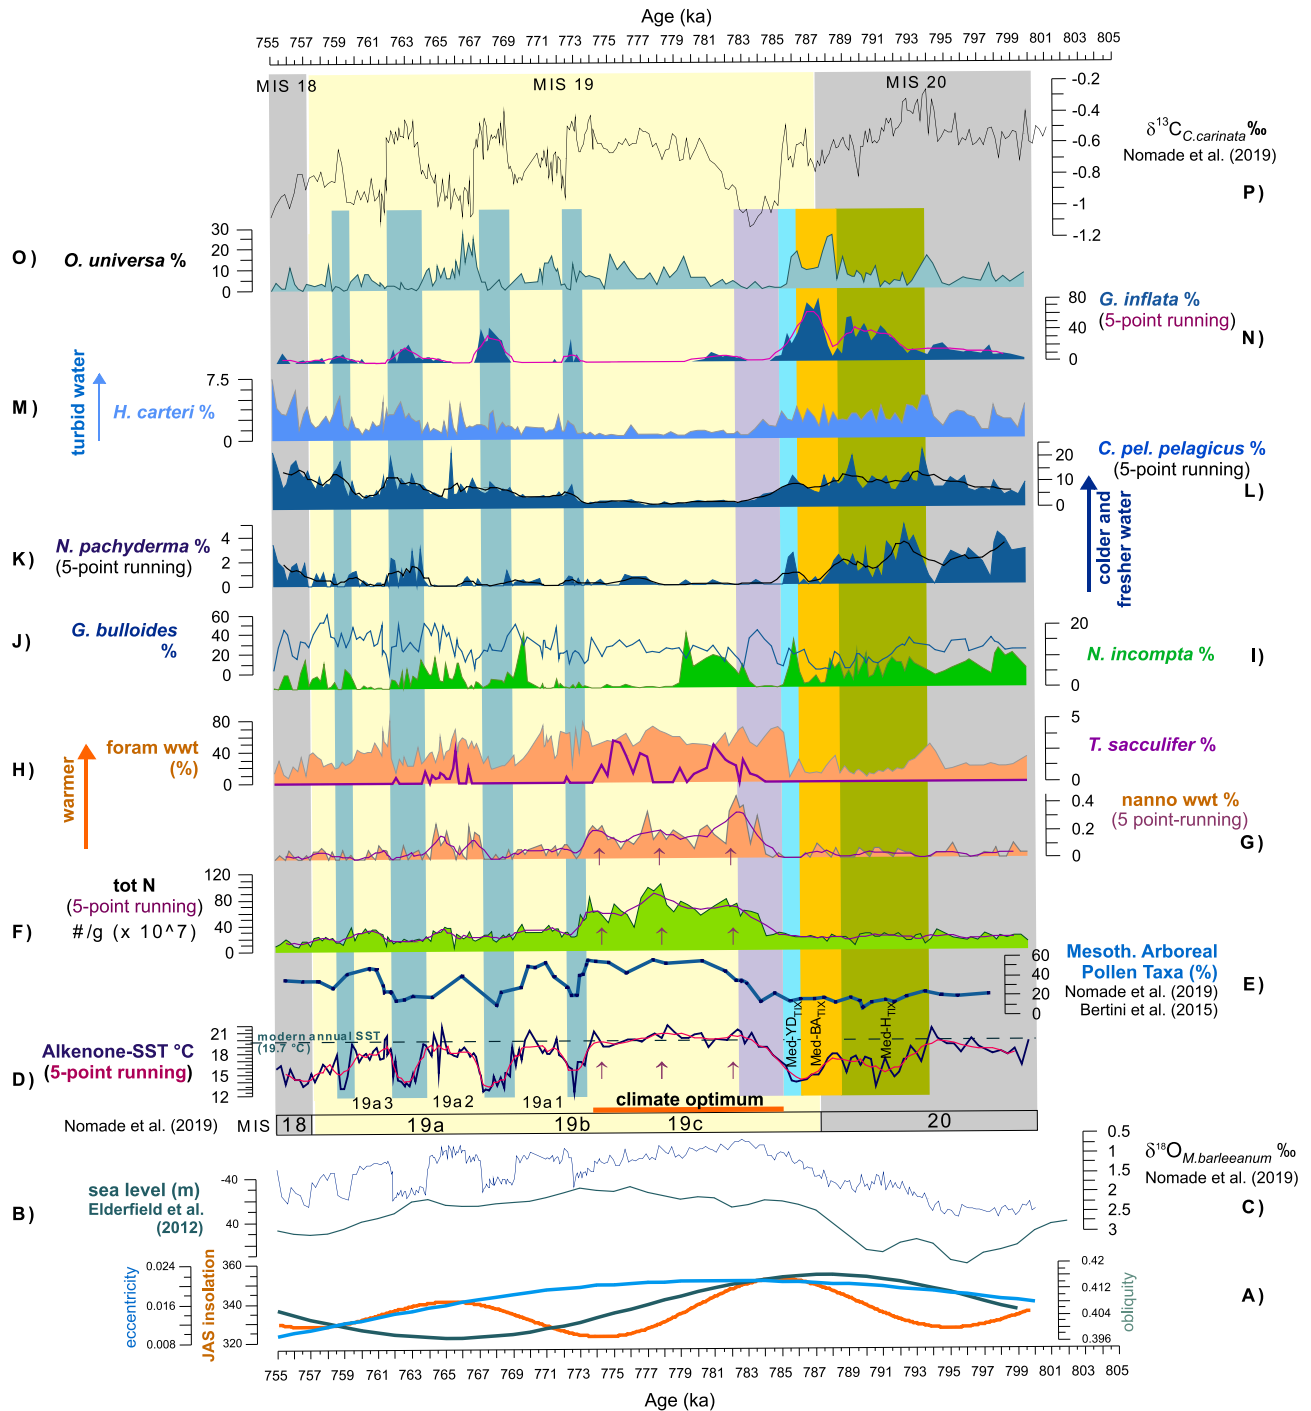 Age (ka)
755 757 759 761 763 765 767 769 771 773 775 777 779 781 783 785 787 789 791 793 795 797 799 801 803 805
MIS 18
MIS 19
MIS 20
-0.2
-0.4
-0.6
-0.8
-1
-1.2
δ¹³C C.carinata ‰
Nomade et al. (2019)
P)
O)
O. universa %
30
20
10
0
80
40
0
G. inflata %
(5-point running)
N)
turbid water
M)
H. carteri %
7.5
0
20
10
0
C. pel. pelagicus %
(5-point running)
L)
colder and
fresher water
K)
N. pachyderma %
(5-point running)
4
2
0
J)
G. bulloides
%
60
40
20
0
20
0
N. incompta %
I)
warmer
H)
foram wwt
(%)
80
40
0
5
0
T. sacculifer %
0.4
0.2
0
nanno wwt %
(5 point-running)
G)
tot N
(5-point running)
#/g (x 10^7)
F)
120
80
40
0
60
40
20
0
Mesoth. Arboreal
Pollen Taxa (%)
Nomade et al. (2019)
Bertini et al. (2015)
E)
Med-YD TIX
Med-BA TIX
Med-H TIX
modern annual SST
(19.7 °C)
21
18
15
12
Alkenone-SST °C
(5-point running)
D)
19a3
19a2
19a1
climate optimum
Nomade et al. (2019)
MIS
18
19a
19b
19c
20
0.5
1
1.5
2
2.5
3
δ¹⁸O M.barleeanum ‰
Nomade et al. (2019)
C)
B)
sea level (m)
Elderfield et al.
(2012)
-40
40
eccentricity
0.024
0.016
0.008
JAS insolation
360
340
320
0.42
0.412
0.404
0.396
obliquity
A)
755 757 759 761 763 765 767 769 771 773 775 777 779 781 783 785 787 789 791 793 795 797 799 801 803 805
Age (ka)